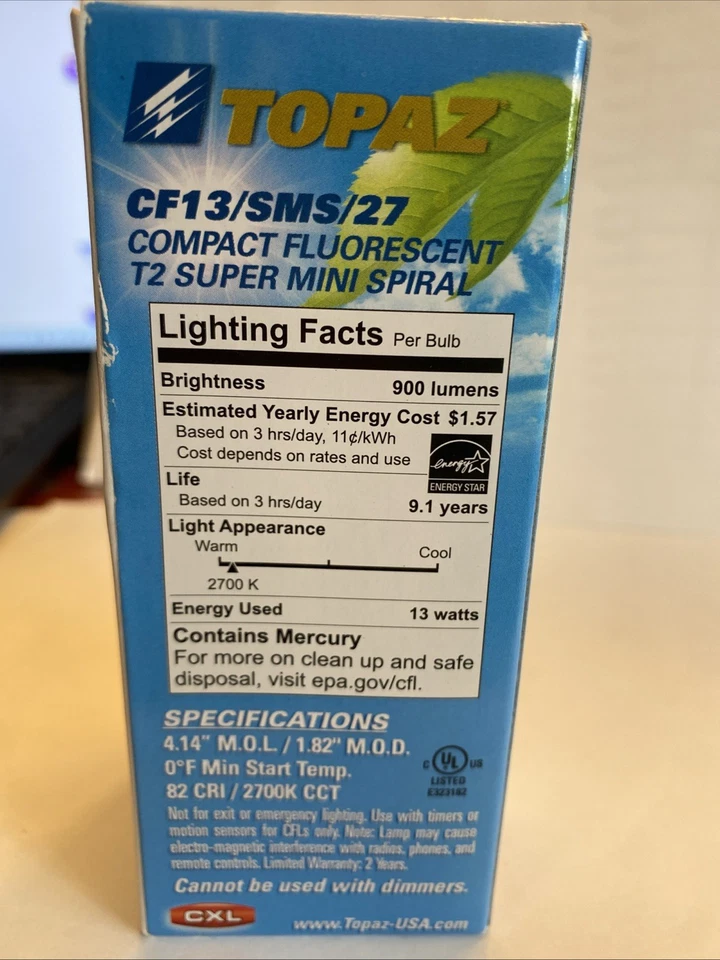 TOPAZ
CF13/SMS/27
COMPACT FLUORESCENT
T2 SUPER MINI SPIRAL
Lighting Facts Per Bulb
Brightness 900 lumens
Estimated Yearly Energy Cost $1.57
Based on 3 hrs/day, 11¢/kWh
Cost depends on rates and use
energy
ENERGY STAR
Life
Based on 3 hrs/day 9.1 years
Light Appearance
Warm Cool
2700 K
Energy Used 13 watts
Contains Mercury
For more on clean up and safe
disposal, visit epa.gov/cfl.
SPECIFICATIONS
4.14" M.O.L. / 1.82" M.O.D.
0°F Min Start Temp.
82 CRI / 2700K CCT
C UL US
LISTED
E323182
Not for exit or emergency lighting. Use with timers or
motion sensors for CFLs only. Note: Lamp may cause
electro-magnetic interference with radios, phones, and
remote controls. Limited Warranty: 2 Years.
Cannot be used with dimmers.
CXL www.Topaz-USA.com